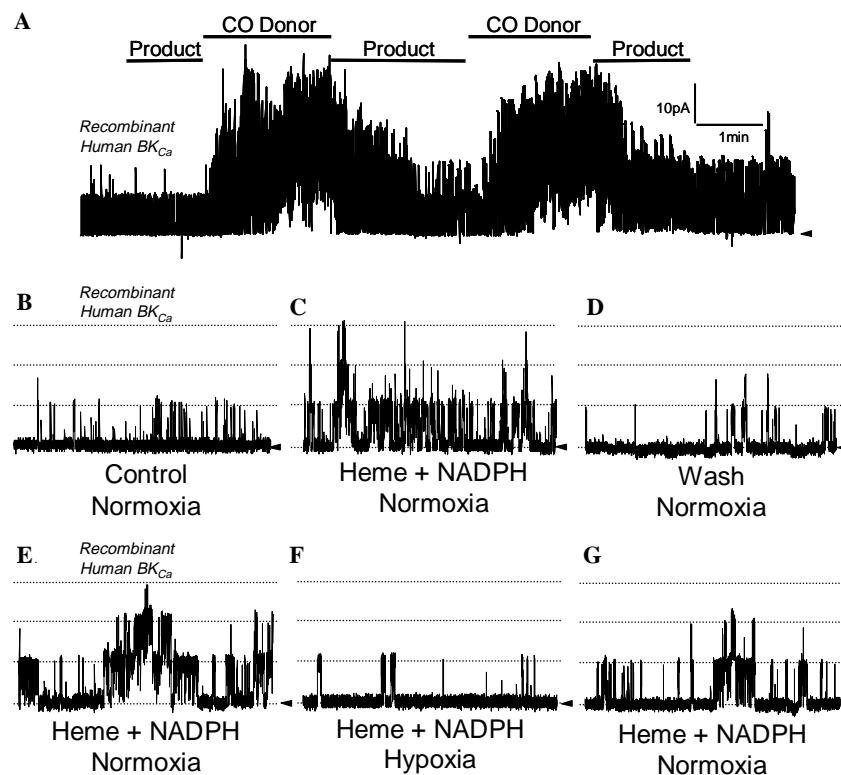 A
CO Donor
CO Donor
Product
Product
Product
Recombinant
Human BKCa
10pA
1min
B
Recombinant
Human BKCa
C
D
Control
Normoxia
Heme + NADPH
Normoxia
Wash
Normoxia
E.
Recombinant
Human BKCa
F
G
Heme + NADPH
Normoxia
Heme + NADPH
Hypoxia
Heme + NADPH
Normoxia